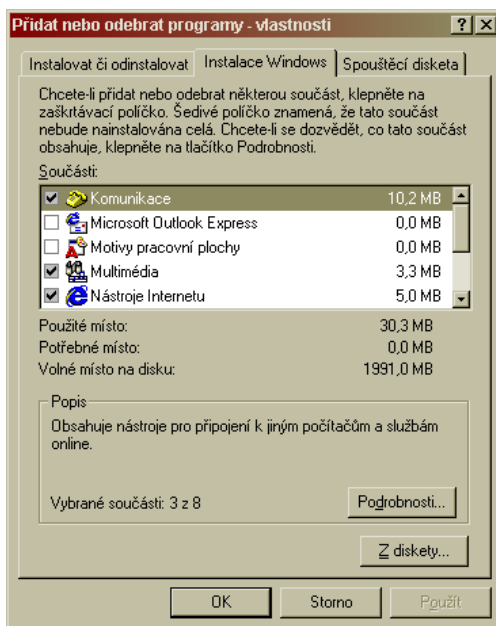 Přidat nebo odebrat programy - vlastnosti
Instalovat či odinstalovat Instalace Windows Spouštěcí disketa
Chcete-li přidat nebo odebrat některou součást, klepněte na
zaškrtávací políčko. Šedivé políčko znamená, že tato součást
nebude nainstalována celá. Chcete-li se dozvědět, co tato součást
obsahuje, klepněte na tlačítko Podrobnosti.
Součásti:
Komunikace 10,2 MB
Microsoft Outlook Express 0,0 MB
Motivy pracovní plochy 0,0 MB
Multimédia 3,3 MB
Nástroje Internetu 5,0 MB
Použité místo: 30,3 MB
Potřebné místo: 0,0 MB
Volné místo na disku: 1991,0 MB
Popis
Obsahuje nástroje pro připojení k jiným počítačům a službám
online.
Vybrané součásti: 3 z 8 Podrobnosti...
Z diskety...
OK Storno Použít